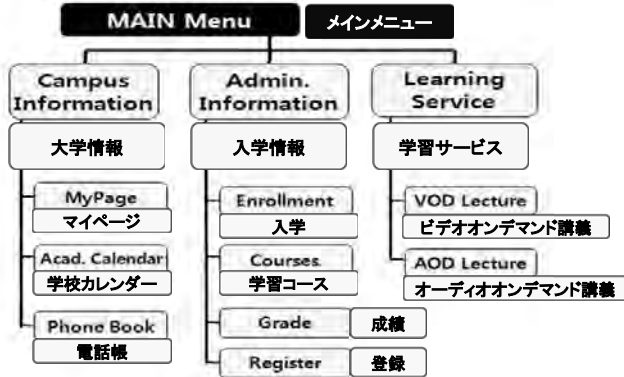 MAIN Menu
メインメニュー
Campus
Information
大学情報
MyPage
マイページ
Acad. Calendar
学校カレンダー
Phone Book
電話帳
Admin.
Information
入学情報
Enrollment
入学
Courses
学習コース
Grade
成績
Register
登録
Learning
Service
学習サービス
VOD Lecture
ビデオオンデマンド講義
AOD Lecture
オーディオオンデマンド講義